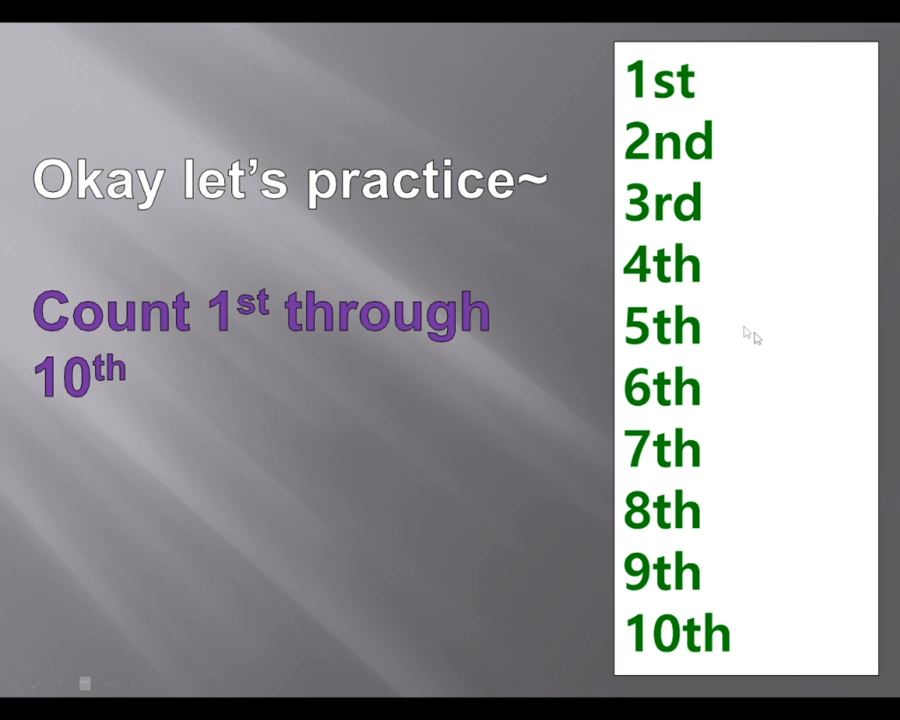 Okay let’s practice~
Count 1st through
10th
1st
2nd
3rd
4th
5th
6th
7th
8th
9th
10th